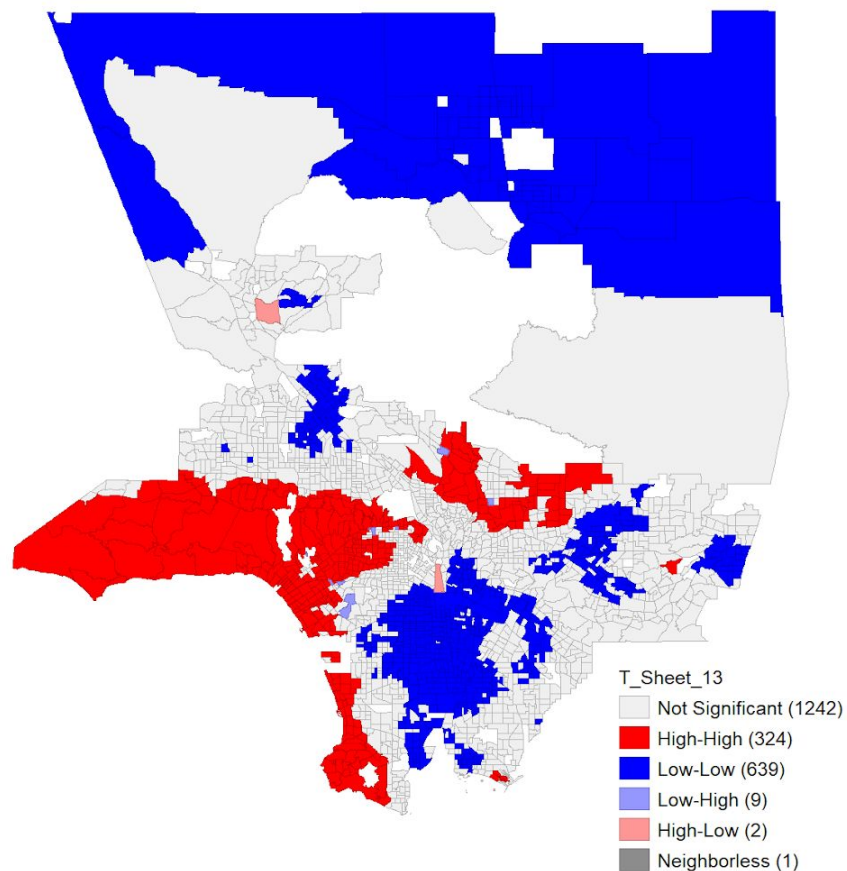 T_Sheet_13
Not Significant (1242)
High-High (324)
Low-Low (639)
Low-High (9)
High-Low (2)
Neighborless (1)